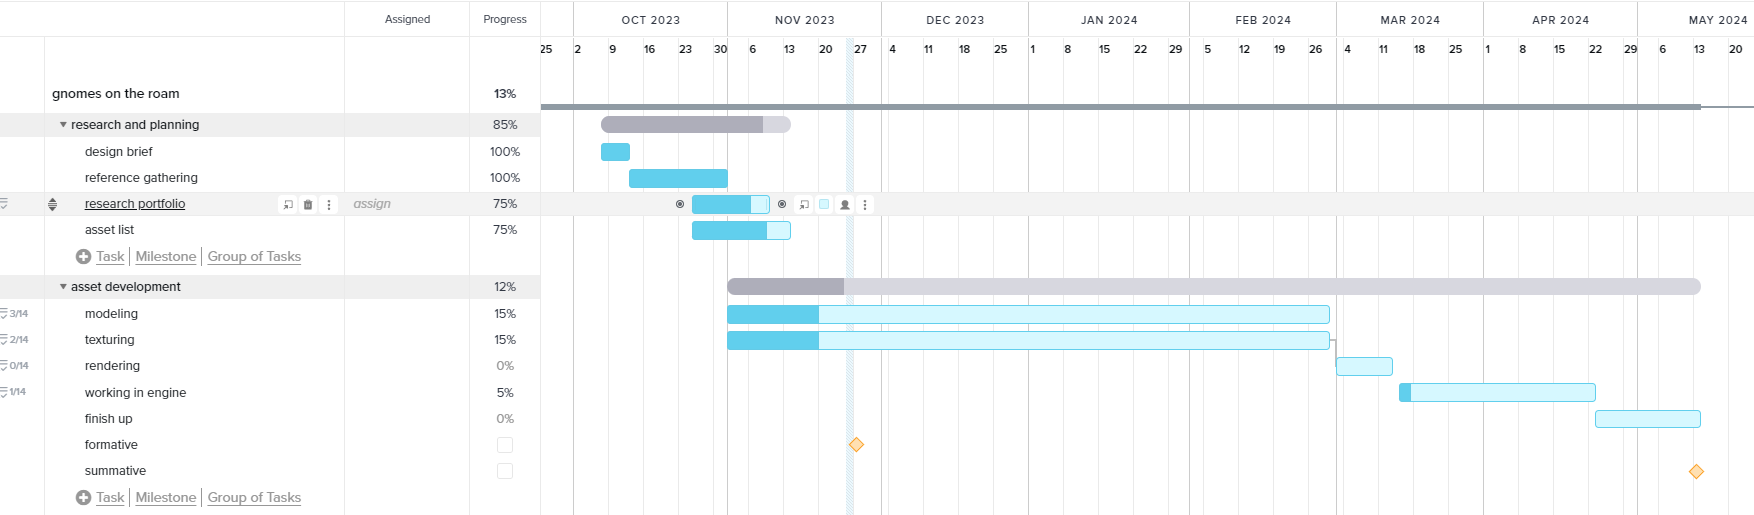 Assigned Progress OCT 2023 NOV 2023 DEC 2023 JAN 2024 FEB 2024 MAR 2024 APR 2024 MAY 2024
25 2 9 16 23 30 6 13 20 27 4 11 18 25 1 8 15 22 29 5 12 19 26 4 11 18 25 1 8 15 22 29 6 13 20
gnomes on the roam 13%
research and planning 85%
design brief 100%
reference gathering 100%
research portfolio assign 75%
asset list 75%
Task | Milestone | Group of Tasks
asset development 12%
3/14 modeling 15%
2/14 texturing 15%
0/14 rendering 0%
1/14 working in engine 5%
finish up 0%
formative
summative
Task | Milestone | Group of Tasks